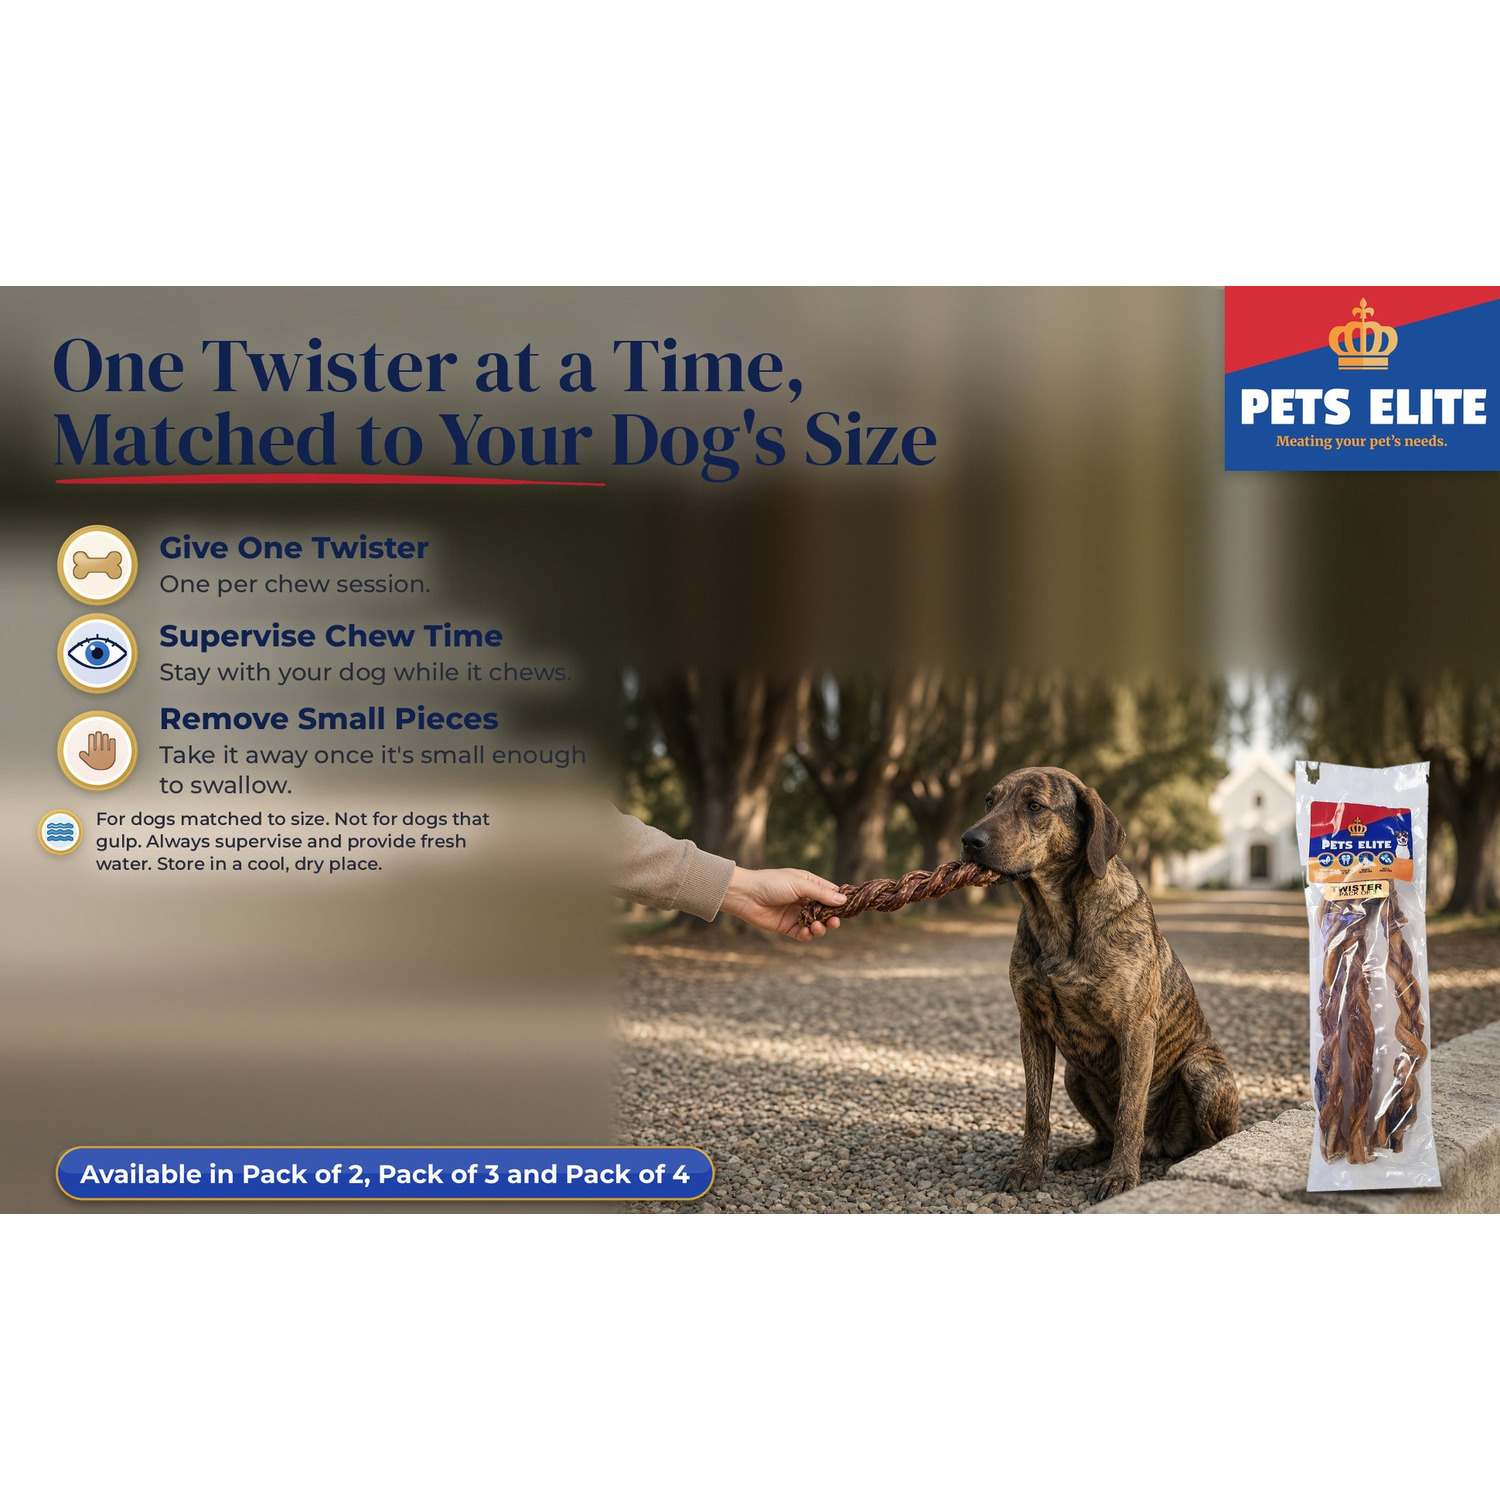 One Twister at a Time,
Matched to Your Dog's Size
PETS ELITE
Meating your pet's needs.
Give One Twister
One per chew session.
Supervise Chew Time
Stay with your dog while it chews.
Remove Small Pieces
Take it away once it's small enough
to swallow.
For dogs matched to size. Not for dogs that
gulp. Always supervise and provide fresh
water. Store in a cool, dry place.
PETS ELITE
TWISTER
PACK OF
Available in Pack of 2, Pack of 3 and Pack of 4